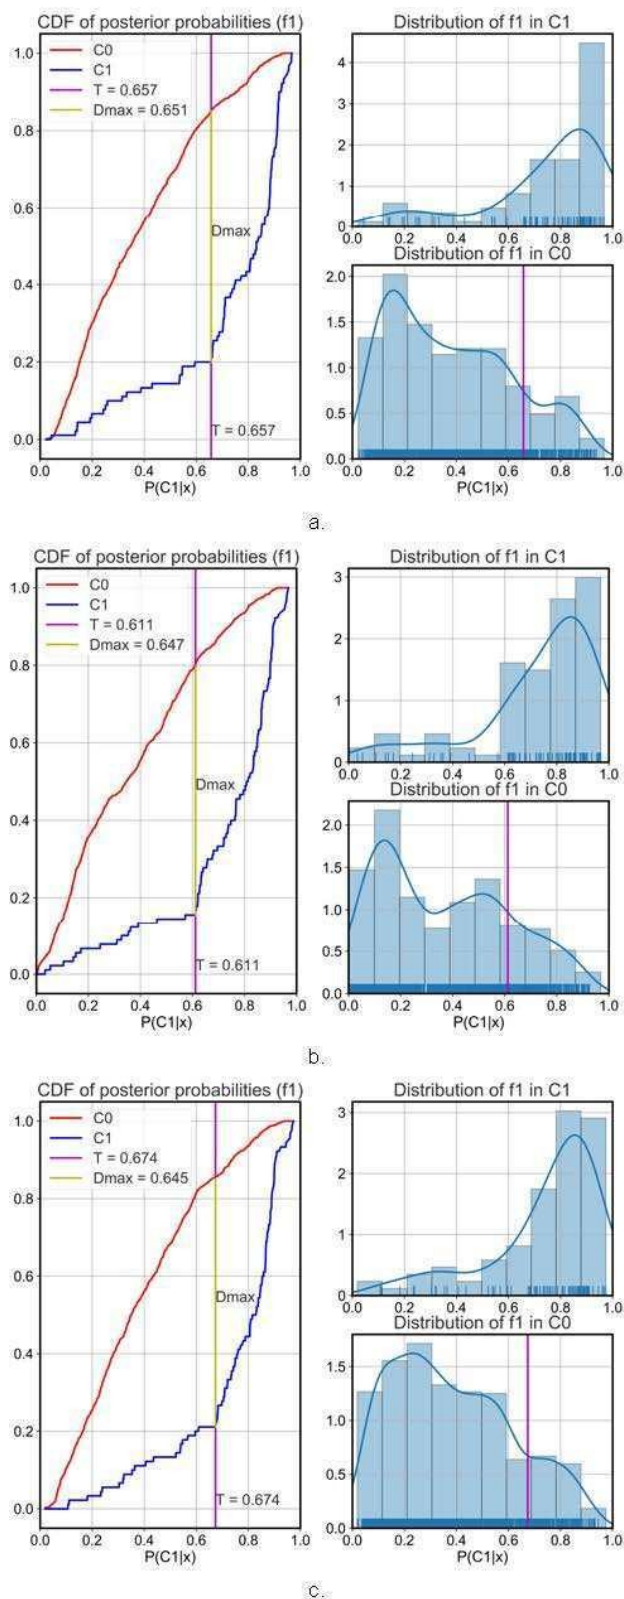 CDF of posterior probabilities (f1)
1.0
0.8
0.6
0.4
0.2
0.0
C0
C1
T = 0.657
Dmax = 0.651
Dmax
T = 0.657
0.0 0.2 0.4 0.6 0.8 1.0
P(C1|x)
Distribution of f1 in C1
4
3
2
1
0
0.0 0.2 0.4 0.6 0.8 1.0
Distribution of f1 in C0
2.0
1.5
1.0
0.5
0.0
0.0 0.2 0.4 0.6 0.8 1.0
P(C1|x)
a.
CDF of posterior probabilities (f1)
1.0
0.8
0.6
0.4
0.2
0.0
C0
C1
T = 0.611
Dmax = 0.647
Dmax
T = 0.611
0.0 0.2 0.4 0.6 0.8 1.0
P(C1|x)
Distribution of f1 in C1
3
2
1
0
0.0 0.2 0.4 0.6 0.8 1.0
Distribution of f1 in C0
2.0
1.5
1.0
0.5
0.0
0.0 0.2 0.4 0.6 0.8 1.0
P(C1|x)
b.
CDF of posterior probabilities (f1)
1.0
0.8
0.6
0.4
0.2
0.0
C0
C1
T = 0.674
Dmax = 0.645
Dmax
T = 0.674
0.0 0.2 0.4 0.6 0.8 1.0
P(C1|x)
Distribution of f1 in C1
3
2
1
0
0.0 0.2 0.4 0.6 0.8 1.0
Distribution of f1 in C0
1.5
1.0
0.5
0.0
0.0 0.2 0.4 0.6 0.8 1.0
P(C1|x)
c.